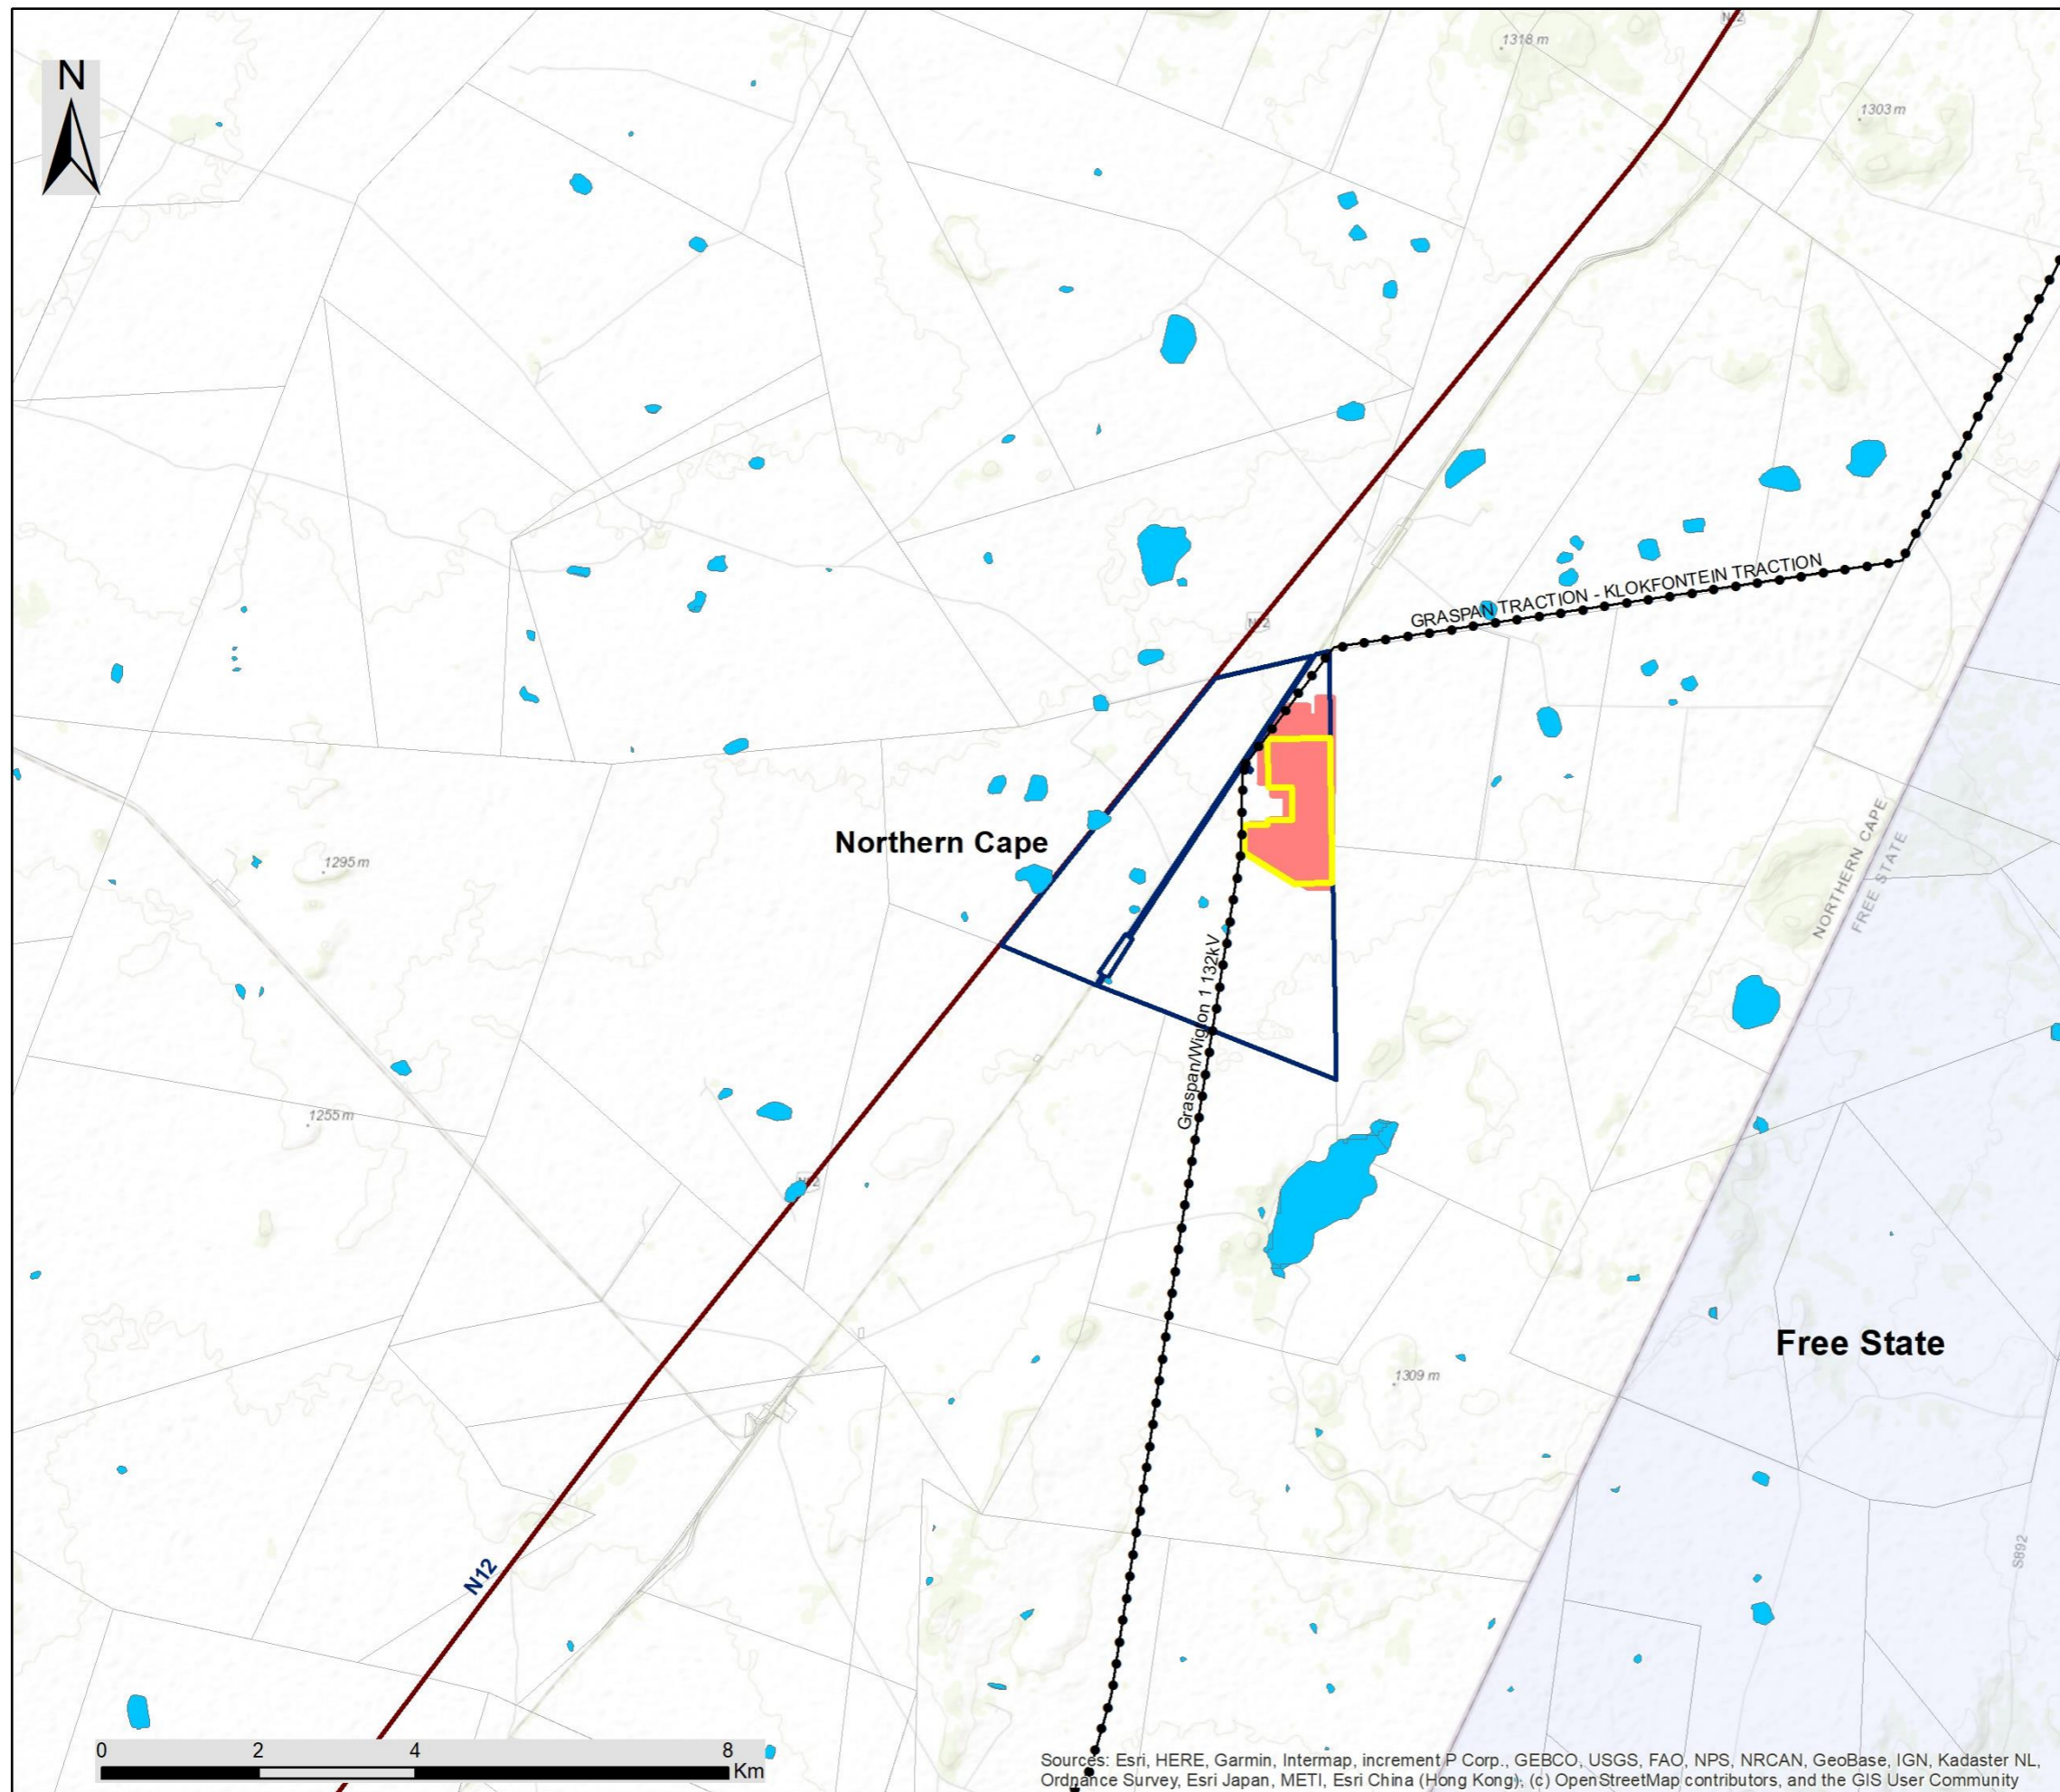 N12
1318 m
N
1303 m
GRASPAN TRACTION - KLOKFONTEIN TRACTION
N12
Northern Cape
1295 m
NORTHERN CAPE
FREE STATE
Graspan/Wigton 1 132kV
1255 m
N12
Free State
1309 m
N12
S892
0 2 4 8
Km
Sources: Esri, HERE, Garmin, Intermap, increment P Corp., GEBCO, USGS, FAO, NPS, NRCAN, GeoBase, IGN, Kadaster NL,
Ordnance Survey, Esri Japan, METI, Esri China (Hong Kong), (c) OpenStreetMap contributors, and the GIS User Community